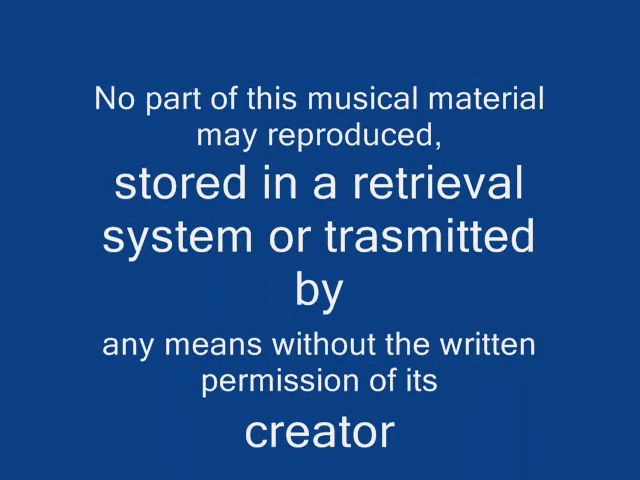 No part of this musical material
may reproduced,
stored in a retrieval
system or trasmitted
by
any means without the written
permission of its
creator